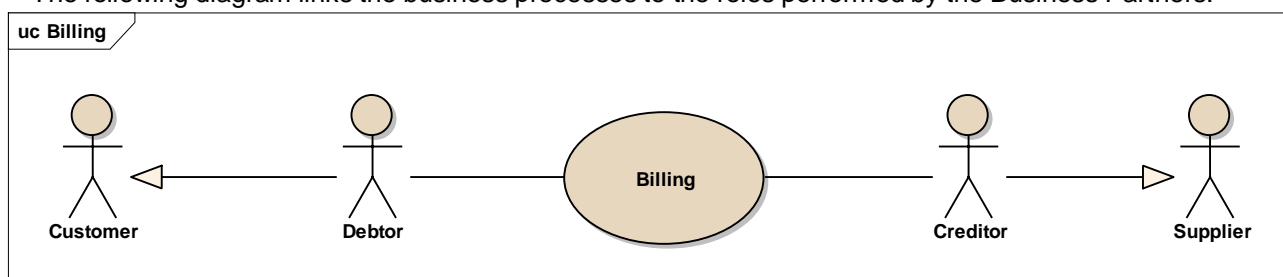 The following diagram links the business processes to the roles performed by the Business Partners.
uc Billing
Billing
Customer
Debtor
Creditor
Supplier